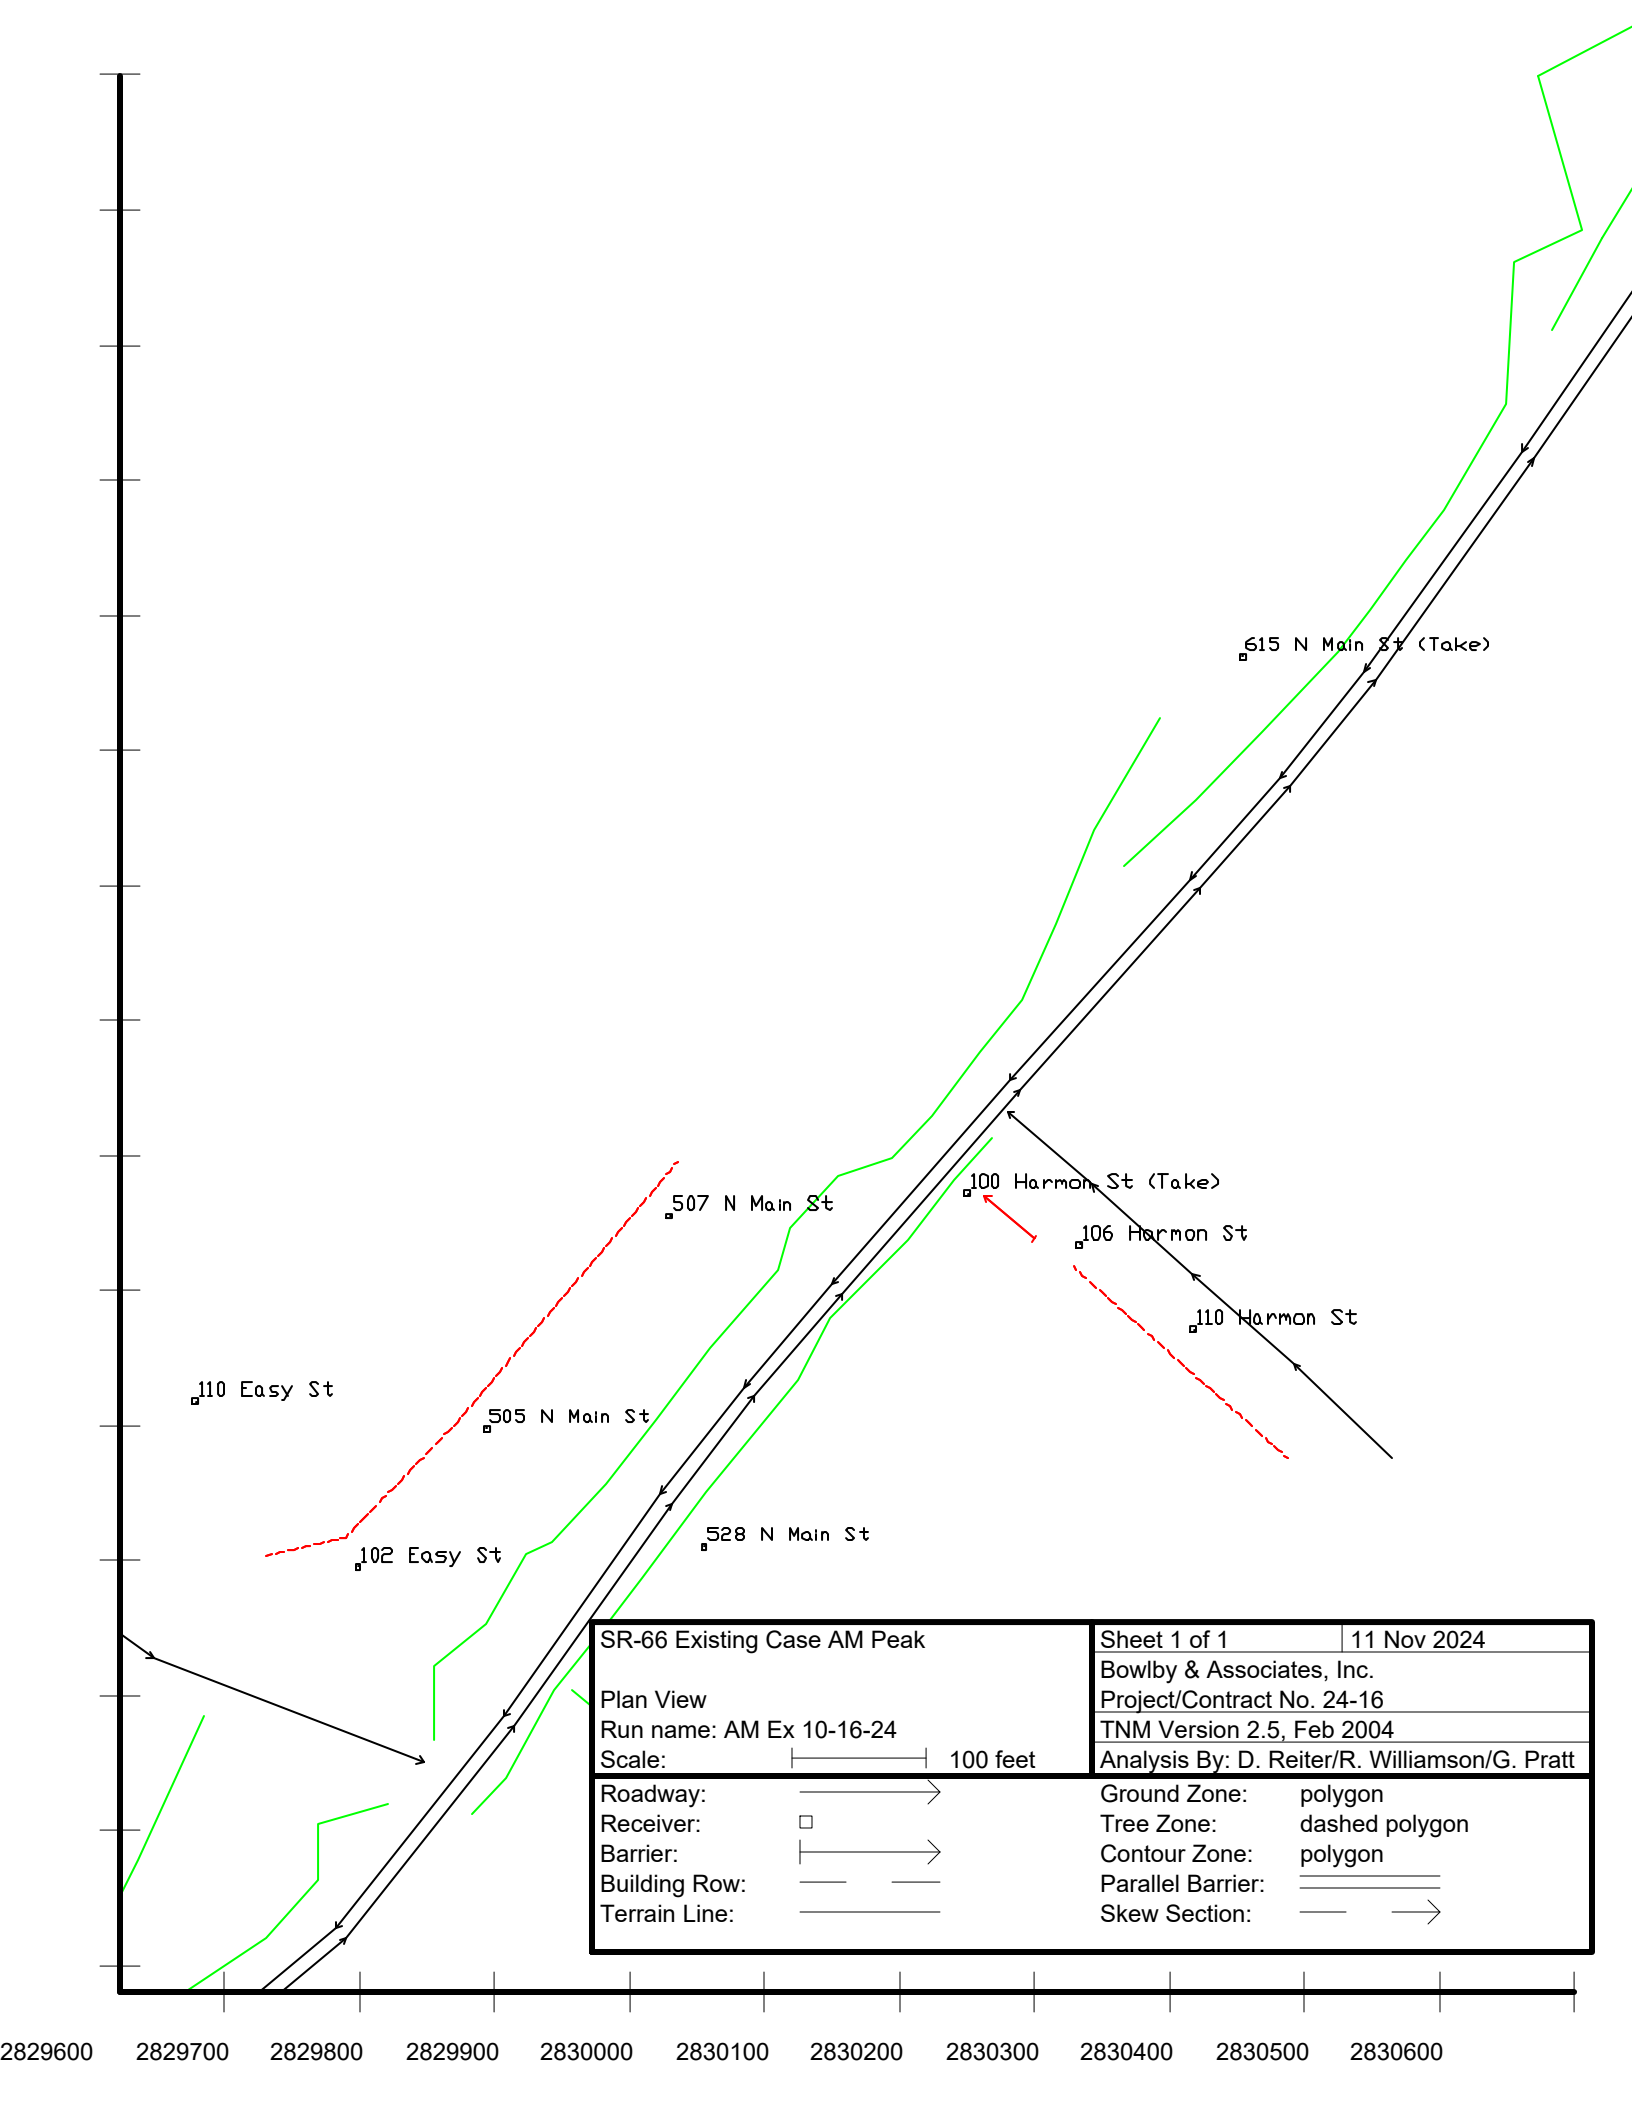 615 N Main St (Take)
100 Harmon St (Take)
507 N Main St
106 Harmon St
110 Harmon St
110 Easy St
505 N Main St
528 N Main St
102 Easy St
SR-66 Existing Case AM Peak
Plan View
Run name: AM Ex 10-16-24
Scale: 100 feet
Sheet 1 of 1 11 Nov 2024
Bowlby & Associates, Inc.
Project/Contract No. 24-16
TNM Version 2.5, Feb 2004
Analysis By: D. Reiter/R. Williamson/G. Pratt
Roadway:
Receiver:
Barrier:
Building Row:
Terrain Line:
Ground Zone: polygon
Tree Zone: dashed polygon
Contour Zone: polygon
Parallel Barrier:
Skew Section:
2829600 2829700 2829800 2829900 2830000 2830100 2830200 2830300 2830400 2830500 2830600